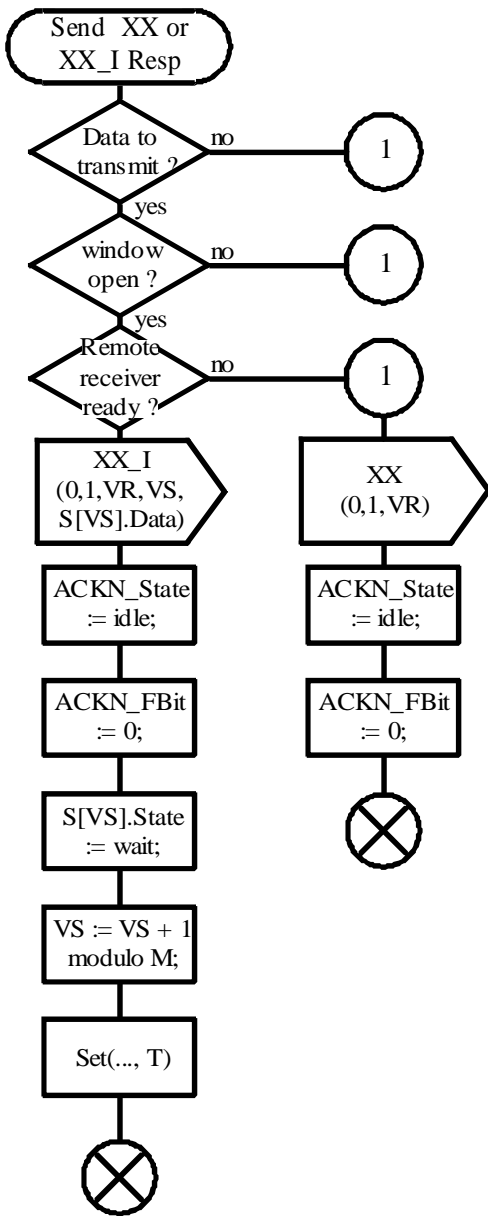 Send XX or
XX_I Resp
Data to
transmit ?
no
1
yes
window
open ?
no
1
yes
Remote
receiver
ready ?
no
1
XX_I
(0,1,VR,VS,
S[VS].Data)
XX
(0,1,VR)
ACKN_State
:= idle;
ACKN_State
:= idle;
ACKN_FBit
:= 0;
ACKN_FBit
:= 0;
S[VS].State
:= wait;
VS := VS + 1
modulo M;
Set(..., T)